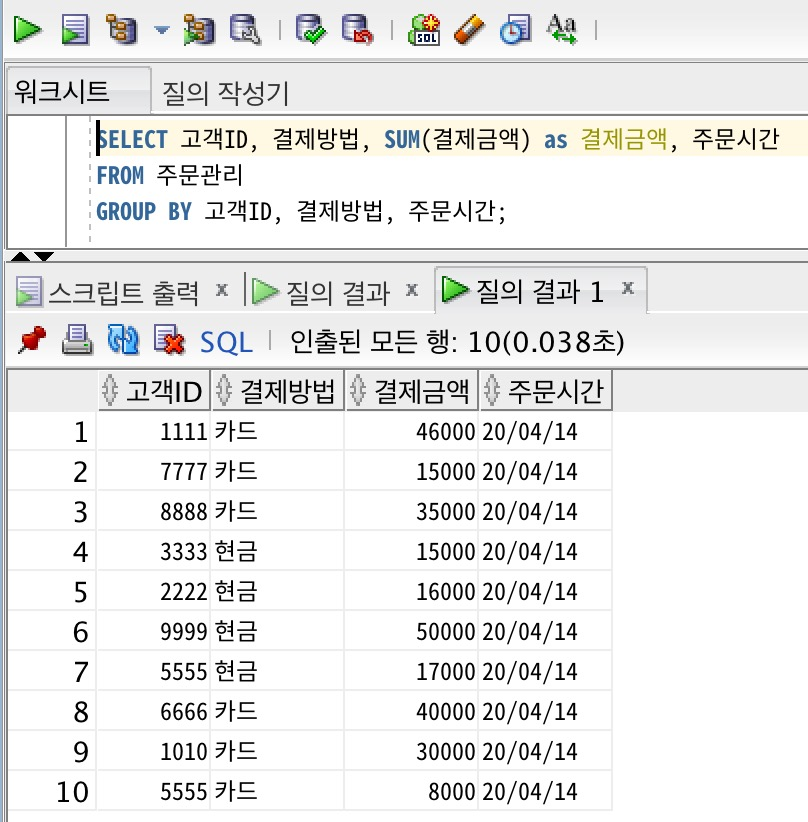 워크시트 질의 작성기
SELECT 고객ID, 결제방법, SUM(결제금액) as 결제금액, 주문시간
FROM 주문관리
GROUP BY 고객ID, 결제방법, 주문시간;
스크립트 출력 x 질의 결과 x 질의 결과 1 x
SQL 인출된 모든 행: 10(0.038초)
고객ID 결제방법 결제금액 주문시간
1 1111 카드 46000 20/04/14
2 7777 카드 15000 20/04/14
3 8888 카드 35000 20/04/14
4 3333 현금 15000 20/04/14
5 2222 현금 16000 20/04/14
6 9999 현금 50000 20/04/14
7 5555 현금 17000 20/04/14
8 6666 카드 40000 20/04/14
9 1010 카드 30000 20/04/14
10 5555 카드 8000 20/04/14